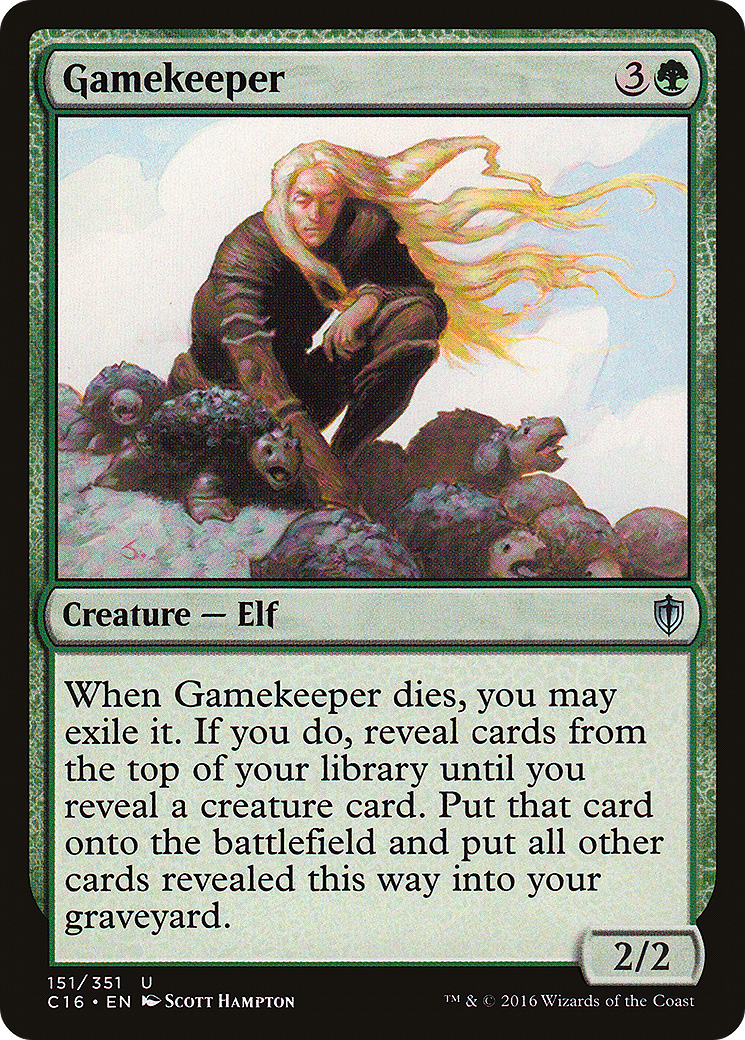 Gamekeeper 3
Creature — Elf
When Gamekeeper dies, you may
exile it. If you do, reveal cards from
the top of your library until you
reveal a creature card. Put that card
onto the battlefield and put all other
cards revealed this way into your
graveyard.
2/2
151/351 U
C16 • EN Scott Hampton
™ & © 2016 Wizards of the Coast